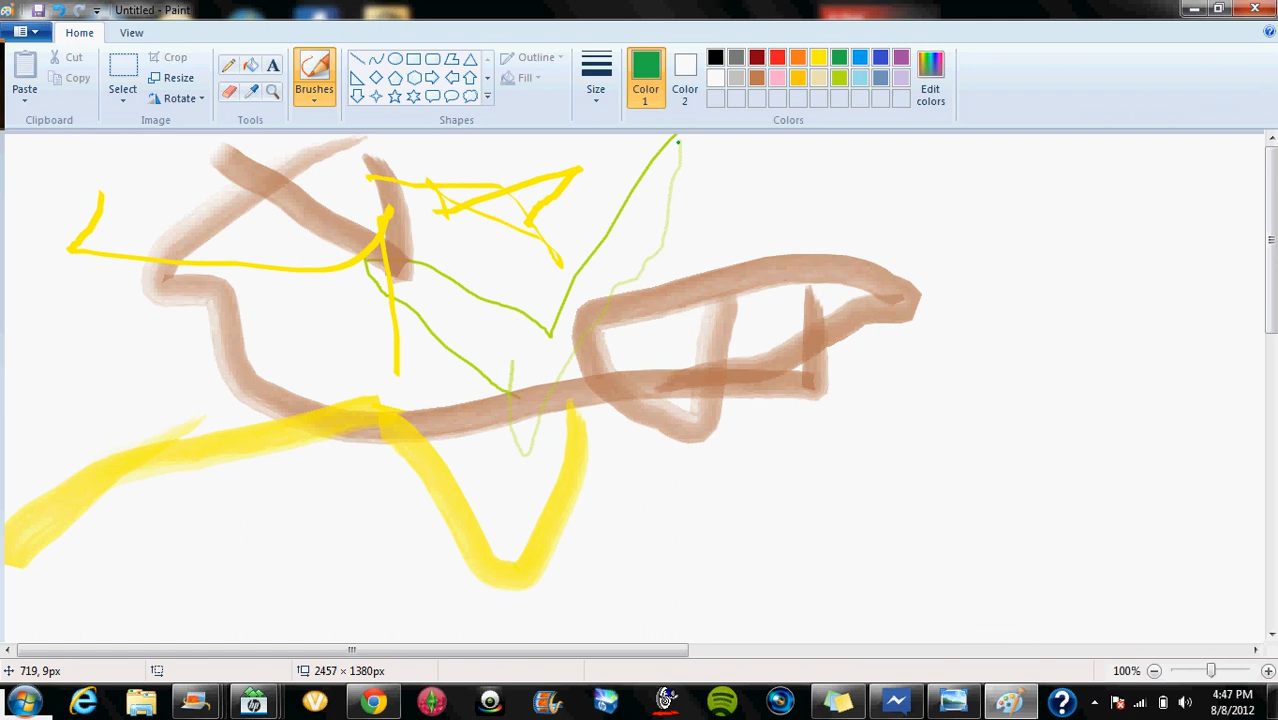 Untitled - Paint
Home View
Paste Cut Copy Select Crop Resize Rotate A Brushes Outline Fill Size Color 1 Color 2 Edit colors
Clipboard Image Tools Shapes Colors
719, 9px 2457 × 1380px 100%
hp ? 4:47 PM
8/8/2012